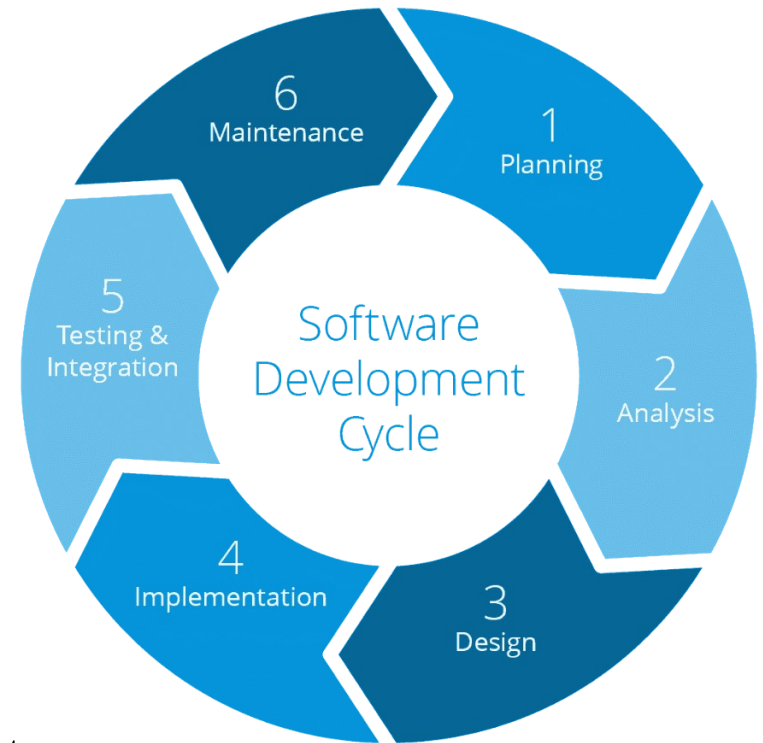 Software
Development
Cycle
1
Planning
2
Analysis
3
Design
4
Implementation
5
Testing &
Integration
6
Maintenance